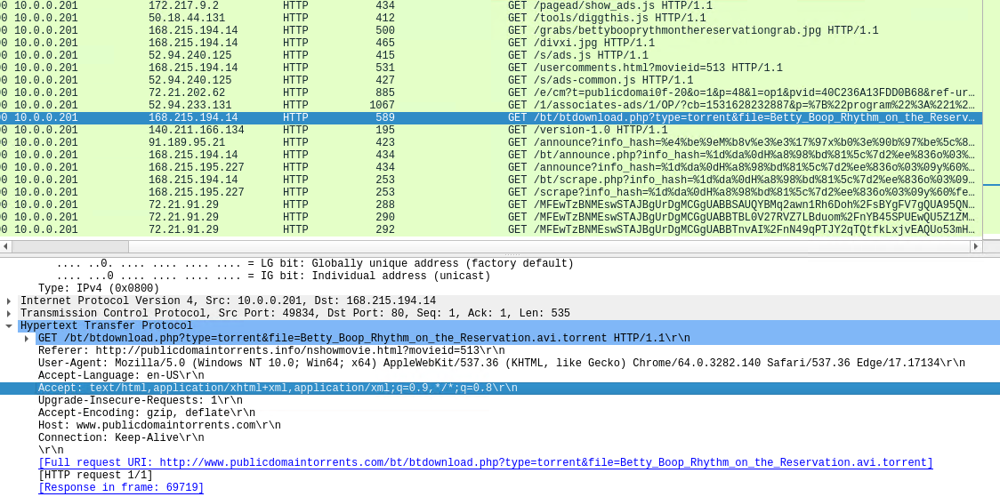 90 10.0.0.201 172.217.9.2 HTTP 434 GET /pagead/show_ads.js HTTP/1.1
90 10.0.0.201 50.18.44.131 HTTP 412 GET /tools/diggthis.js HTTP/1.1
90 10.0.0.201 168.215.194.14 HTTP 500 GET /grabs/bettybooprythmonthereservationgrab.jpg HTTP/1.1
90 10.0.0.201 168.215.194.14 HTTP 465 GET /divxi.jpg HTTP/1.1
90 10.0.0.201 52.94.240.125 HTTP 415 GET /s/ads.js HTTP/1.1
90 10.0.0.201 168.215.194.14 HTTP 531 GET /usercomments.html?movieid=513 HTTP/1.1
90 10.0.0.201 52.94.240.125 HTTP 427 GET /s/ads-common.js HTTP/1.1
90 10.0.0.201 72.21.202.62 HTTP 885 GET /e/cm?t=publicdomai0f-20&o=1&p=48&l=op1&pvid=40C236A13FDD0B68&ref-ur…
90 10.0.0.201 52.94.233.131 HTTP 1067 GET /1/associates-ads/1/OP/?cb=1531628232887&p=%7B%22program%22%3A%221%2…
90 10.0.0.201 168.215.194.14 HTTP 589 GET /bt/btdownload.php?type=torrent&file=Betty_Boop_Rhythm_on_the_Reserv…
90 10.0.0.201 140.211.166.134 HTTP 195 GET /version-1.0 HTTP/1.1
90 10.0.0.201 91.189.95.21 HTTP 423 GET /announce?info_hash=%e4%be%9eM%b8v%e3%e3%17%97x%b0%3e%90b%97%be%5c%8…
90 10.0.0.201 168.215.194.14 HTTP 434 GET /bt/announce.php?info_hash=%1d%da%0dH%a8%98%bd%81%5c%7d2%ee%836o%03%…
90 10.0.0.201 168.215.195.227 HTTP 434 GET /announce?info_hash=%1d%da%0dH%a8%98%bd%81%5c%7d2%ee%836o%03%09y%60%…
90 10.0.0.201 168.215.194.14 HTTP 253 GET /bt/scrape.php?info_hash=%1d%da%0dH%a8%98%bd%81%5c%7d2%ee%836o%03%09…
90 10.0.0.201 168.215.195.227 HTTP 253 GET /scrape?info_hash=%1d%da%0dH%a8%98%bd%81%5c%7d2%ee%836o%03%09y%60%fe…
90 10.0.0.201 72.21.91.29 HTTP 288 GET /MFEwTzBNMEswSTAJBgUrDgMCGgUABBSAUQYBMq2awn1Rh6Doh%2FsBYgFV7gQUA95QN…
90 10.0.0.201 72.21.91.29 HTTP 290 GET /MFEwTzBNMEswSTAJBgUrDgMCGgUABBTBL0V27RVZ7LBduom%2FnYB45SPUEwQU5Z1ZM…
90 10.0.0.201 72.21.91.29 HTTP 292 GET /MFEwTzBNMEswSTAJBgUrDgMCGgUABBTnvAI%2FnN49qPTJY2qTQtfkLxjvEAQUo53mH…
.... ..0. .... .... .... .... = LG bit: Globally unique address (factory default)
.... ...0 .... .... .... .... = IG bit: Individual address (unicast)
Type: IPv4 (0x0800)
Internet Protocol Version 4, Src: 10.0.0.201, Dst: 168.215.194.14
Transmission Control Protocol, Src Port: 49834, Dst Port: 80, Seq: 1, Ack: 1, Len: 535
Hypertext Transfer Protocol
GET /bt/btdownload.php?type=torrent&file=Betty_Boop_Rhythm_on_the_Reservation.avi.torrent HTTP/1.1\r\n
Referer: http://publicdomaintorrents.info/nshowmovie.html?movieid=513\r\n
User-Agent: Mozilla/5.0 (Windows NT 10.0; Win64; x64) AppleWebKit/537.36 (KHTML, like Gecko) Chrome/64.0.3282.140 Safari/537.36 Edge/17.17134\r\n
Accept-Language: en-US\r\n
Accept: text/html,application/xhtml+xml,application/xml;q=0.9,*/*;q=0.8\r\n
Upgrade-Insecure-Requests: 1\r\n
Accept-Encoding: gzip, deflate\r\n
Host: www.publicdomaintorrents.com\r\n
Connection: Keep-Alive\r\n
\r\n
[Full request URI: http://www.publicdomaintorrents.com/bt/btdownload.php?type=torrent&file=Betty_Boop_Rhythm_on_the_Reservation.avi.torrent]
[HTTP request 1/1]
[Response in frame: 69719]